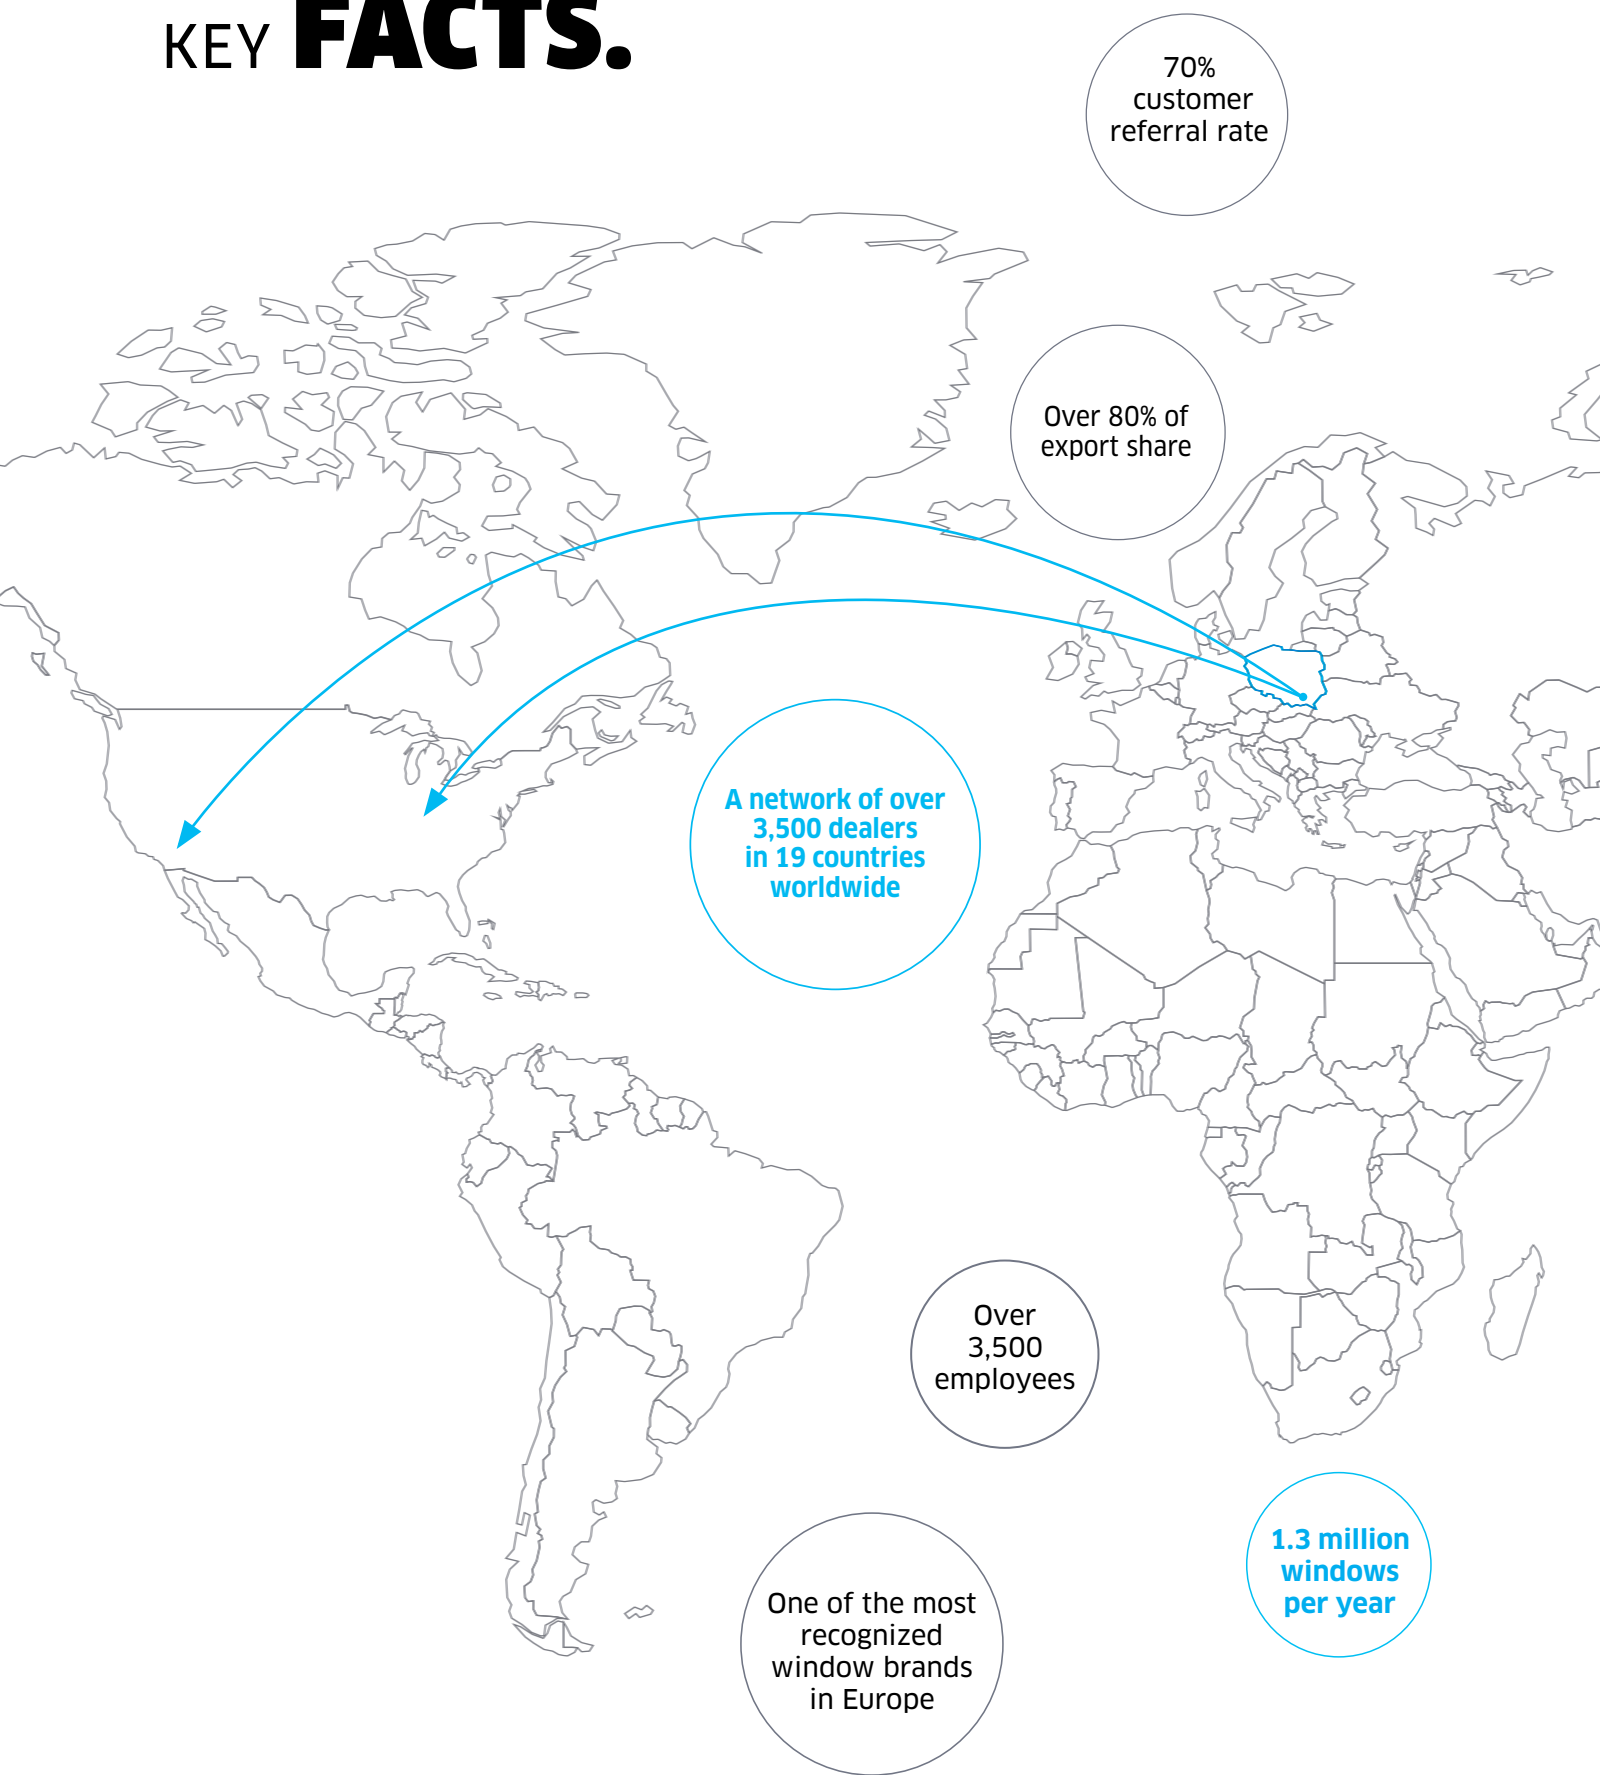 KEY FACTS.
70%
customer
referral rate
Over 80% of
export share
A network of over
3,500 dealers
in 19 countries
worldwide
Over
3,500
employees
1.3 million
windows
per year
One of the most
recognized
window brands
in Europe